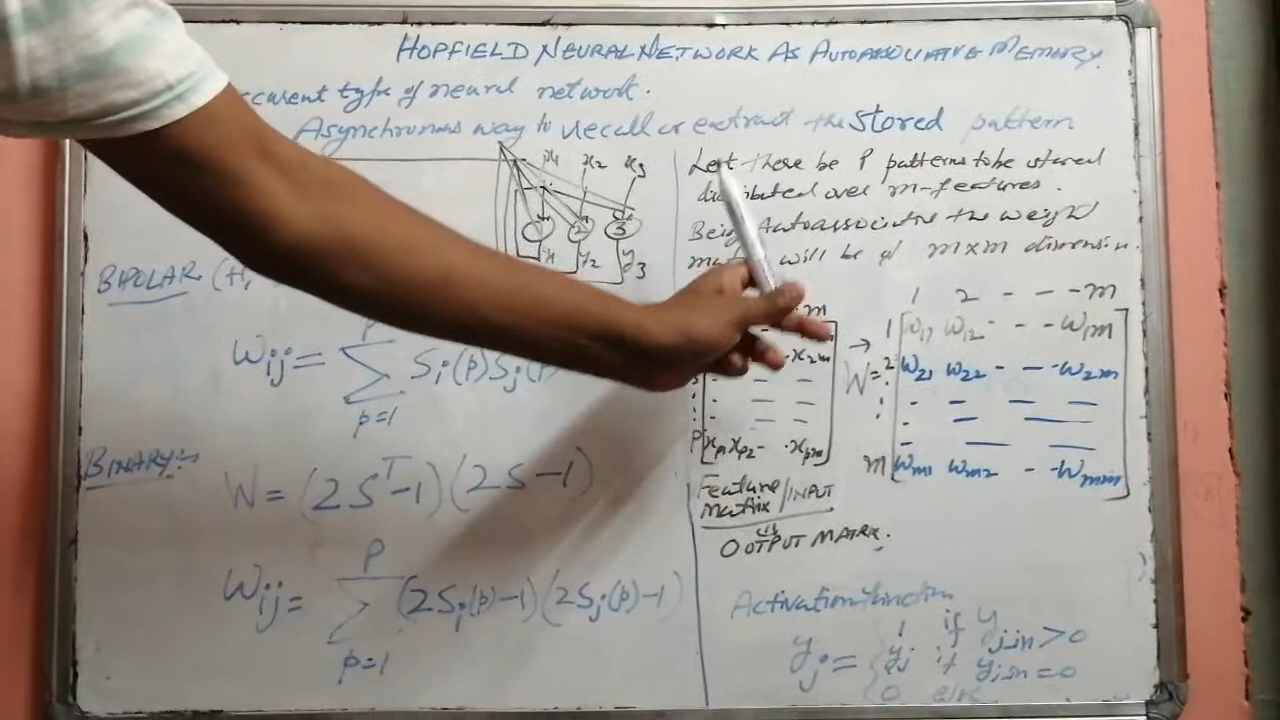 HOPFIELD NEURAL NETWORK AS AUTOASSOCIATIVE MEMORY.
type of neural network.
Asynchronous way to recall or extract the stored pattern
x1 x2 x3
1 2 3
y1 y2 y3
BIPOLAR (+1,
wij = Σ Si(p)Sj(p)
p=1
BINARY:-
W = (2S^T-1)(2S-1)
P
wij = Σ (2Si(p)-1)(2Sj(p)-1)
p=1
Let there be P patterns to be stored
distributed over m-features.
Being Autoassociative the weight
will be of m×m dimension.
m
x2m
P xp1 xp2 - - xpm
Feature Matrix / INPUT
OUTPUT MATRIX.
1 2 - - - m
1 w11 w12 - - - w1m
W = 2 w21 w22 - - - w2m
m wm1 wm2 - - wmm
Activation function
yj = { 1 if yjin > 0
yj if yjin = 0
0 else